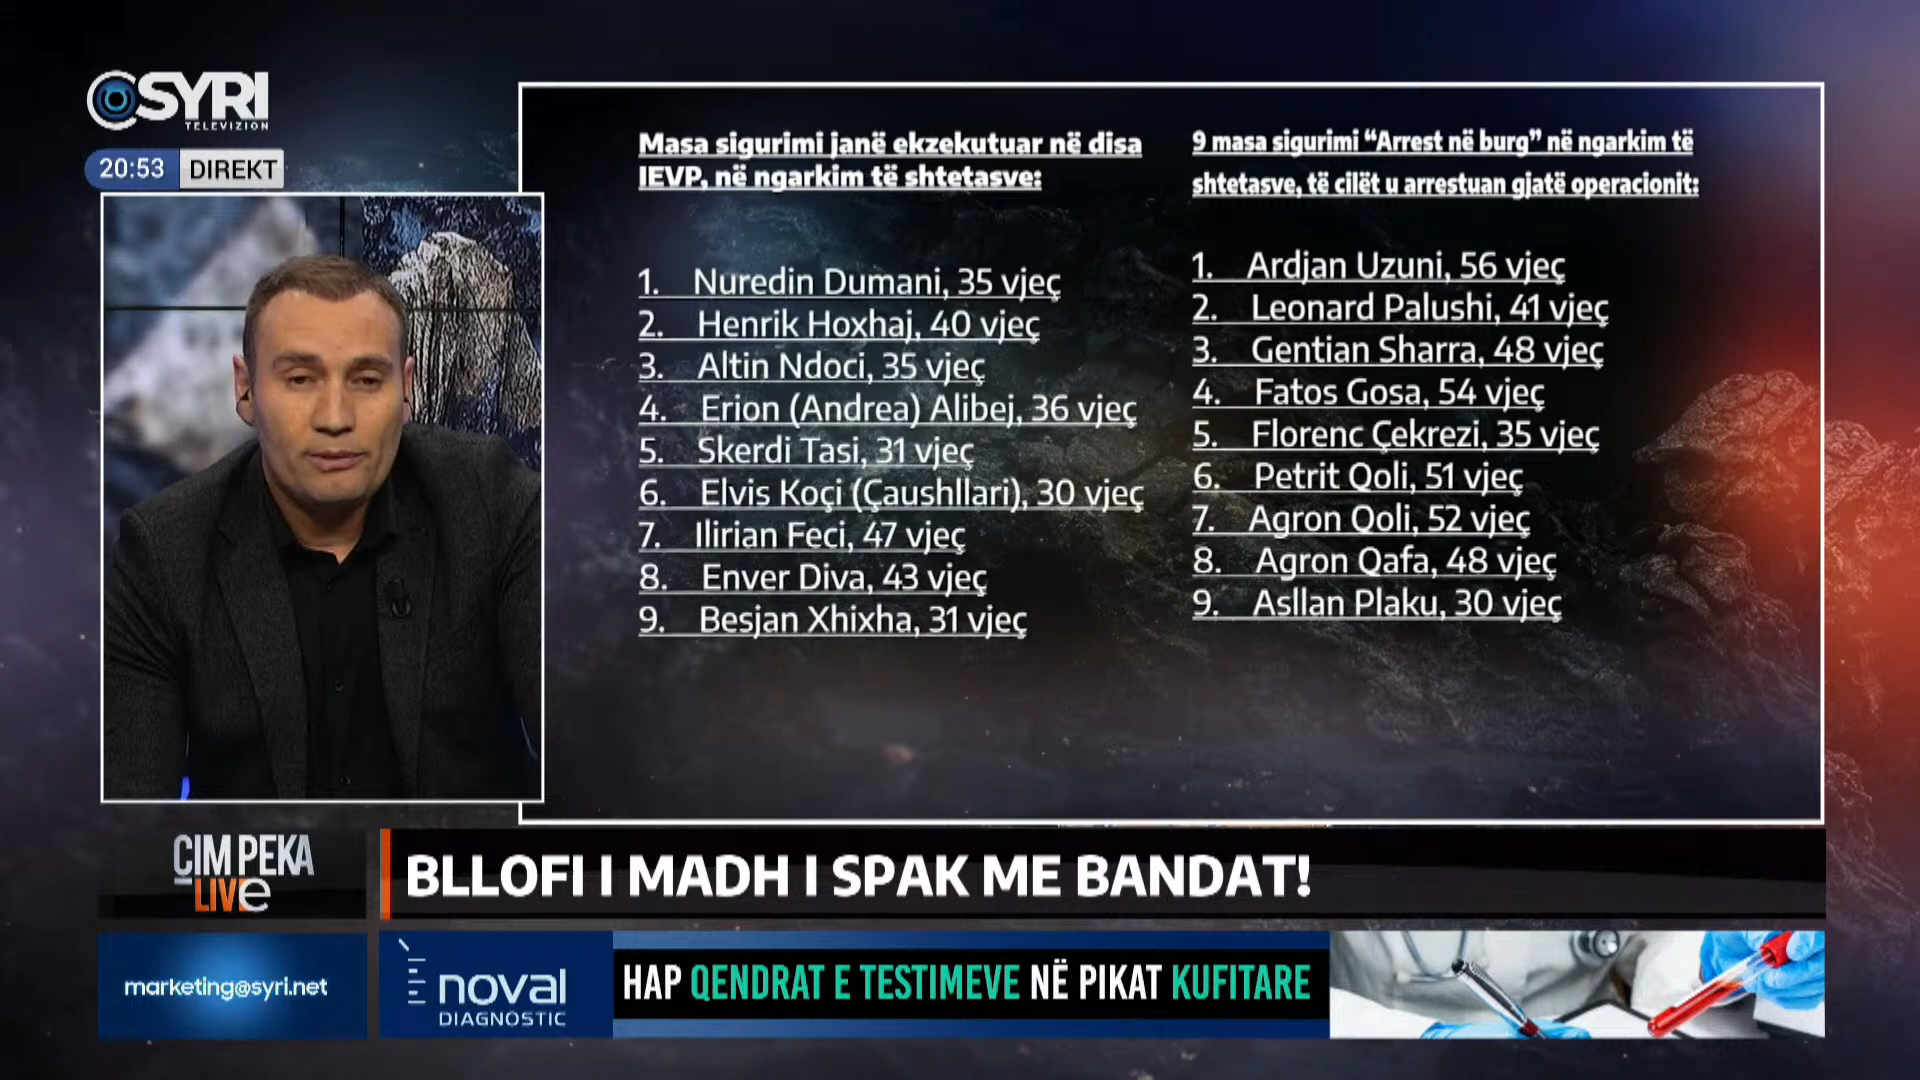 SYRI
TELEVIZION
20:53 DIREKT
Masa sigurimi janë ekzekutuar në disa
IEVP, në ngarkim të shtetasve:
1. Nuredin Dumani, 35 vjeç
2. Henrik Hoxhaj, 40 vjeç
3. Altin Ndoci, 35 vjeç
4. Erion (Andrea) Alibej, 36 vjeç
5. Skerdi Tasi, 31 vjeç
6. Elvis Koçi (Çaushllari), 30 vjeç
7. Ilirian Feci, 47 vjeç
8. Enver Diva, 43 vjeç
9. Besjan Xhixha, 31 vjeç
9 masa sigurimi “Arrest në burg” në ngarkim të
shtetasve, të cilët u arrestuan gjatë operacionit:
1. Ardjan Uzuni, 56 vjeç
2. Leonard Palushi, 41 vjeç
3. Gentian Sharra, 48 vjeç
4. Fatos Gosa, 54 vjeç
5. Florenc Çekrezi, 35 vjeç
6. Petrit Qoli, 51 vjeç
7. Agron Qoli, 52 vjeç
8. Agron Qafa, 48 vjeç
9. Asllan Plaku, 30 vjeç
ÇIM PEKA
LIVE
BLLOFI I MADH I SPAK ME BANDAT!
marketing@syri.net
noval
DIAGNOSTIC
HAP QENDRAT E TESTIMEVE NË PIKAT KUFITARE